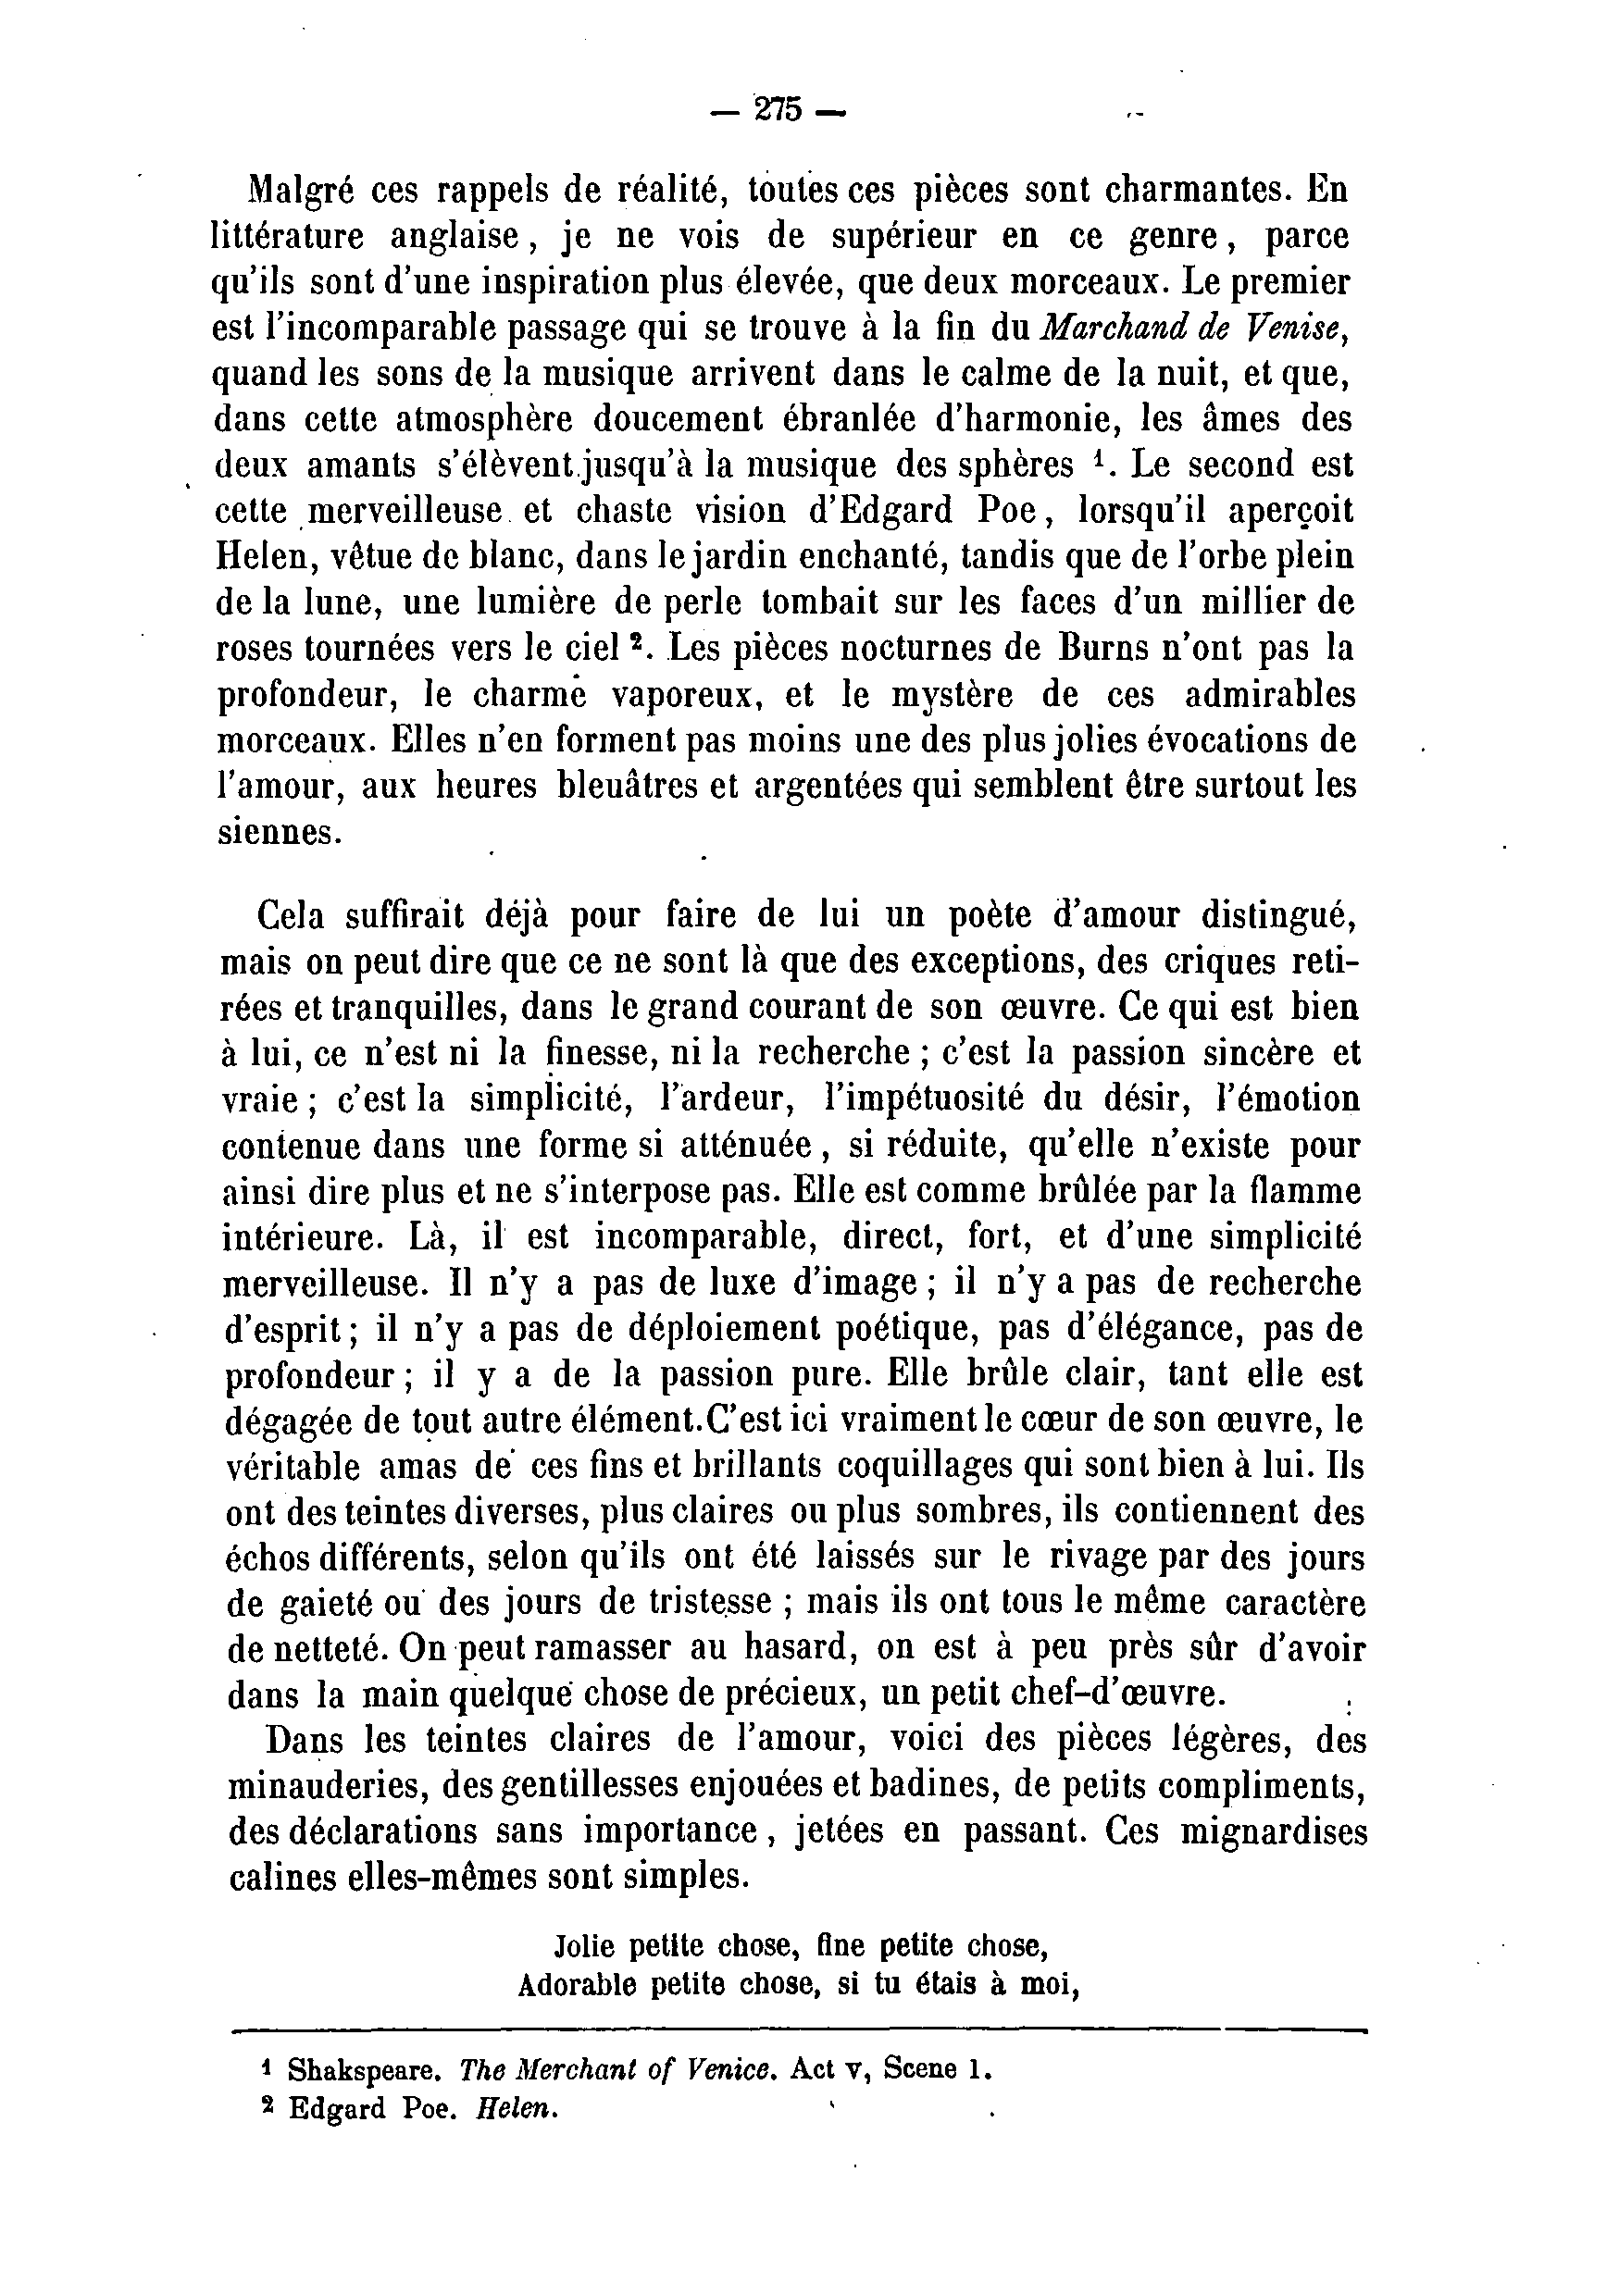 — 275 —
Malgré ces rappels de réalité, toutes ces pièces sont charmantes. En
littérature anglaise, je ne vois de supérieur en ce genre, parce
qu'ils sont d'une inspiration plus élevée, que deux morceaux. Le premier
est l'incomparable passage qui se trouve à la fin du Marchand de Venise,
quand les sons de la musique arrivent dans le calme de la nuit, et que,
dans cette atmosphère doucement ébranlée d'harmonie, les âmes des
deux amants s'élèvent jusqu'à la musique des sphères ¹. Le second est
cette merveilleuse et chaste vision d'Edgard Poe, lorsqu'il aperçoit
Helen, vêtue de blanc, dans le jardin enchanté, tandis que de l'orbe plein
de la lune, une lumière de perle tombait sur les faces d'un millier de
roses tournées vers le ciel ². Les pièces nocturnes de Burns n'ont pas la
profondeur, le charme vaporeux, et le mystère de ces admirables
morceaux. Elles n'en forment pas moins une des plus jolies évocations de
l'amour, aux heures bleuâtres et argentées qui semblent être surtout les
siennes.
Cela suffirait déjà pour faire de lui un poète d'amour distingué,
mais on peut dire que ce ne sont là que des exceptions, des criques reti-
rées et tranquilles, dans le grand courant de son œuvre. Ce qui est bien
à lui, ce n'est ni la finesse, ni la recherche ; c'est la passion sincère et
vraie ; c'est la simplicité, l'ardeur, l'impétuosité du désir, l'émotion
contenue dans une forme si atténuée, si réduite, qu'elle n'existe pour
ainsi dire plus et ne s'interpose pas. Elle est comme brûlée par la flamme
intérieure. Là, il est incomparable, direct, fort, et d'une simplicité
merveilleuse. Il n'y a pas de luxe d'image ; il n'y a pas de recherche
d'esprit ; il n'y a pas de déploiement poétique, pas d'élégance, pas de
profondeur ; il y a de la passion pure. Elle brûle clair, tant elle est
dégagée de tout autre élément. C'est ici vraiment le cœur de son œuvre, le
véritable amas de ces fins et brillants coquillages qui sont bien à lui. Ils
ont des teintes diverses, plus claires ou plus sombres, ils contiennent des
échos différents, selon qu'ils ont été laissés sur le rivage par des jours
de gaieté ou des jours de tristesse ; mais ils ont tous le même caractère
de netteté. On peut ramasser au hasard, on est à peu près sûr d'avoir
dans la main quelque chose de précieux, un petit chef-d'œuvre.
Dans les teintes claires de l'amour, voici des pièces légères, des
minauderies, des gentillesses enjouées et badines, de petits compliments,
des déclarations sans importance, jetées en passant. Ces mignardises
calines elles-mêmes sont simples.
Jolie petite chose, fine petite chose,
Adorable petite chose, si tu étais à moi,
¹ Shakspeare. The Merchant of Venice. Act v, Scene 1.
² Edgard Poe. Helen.